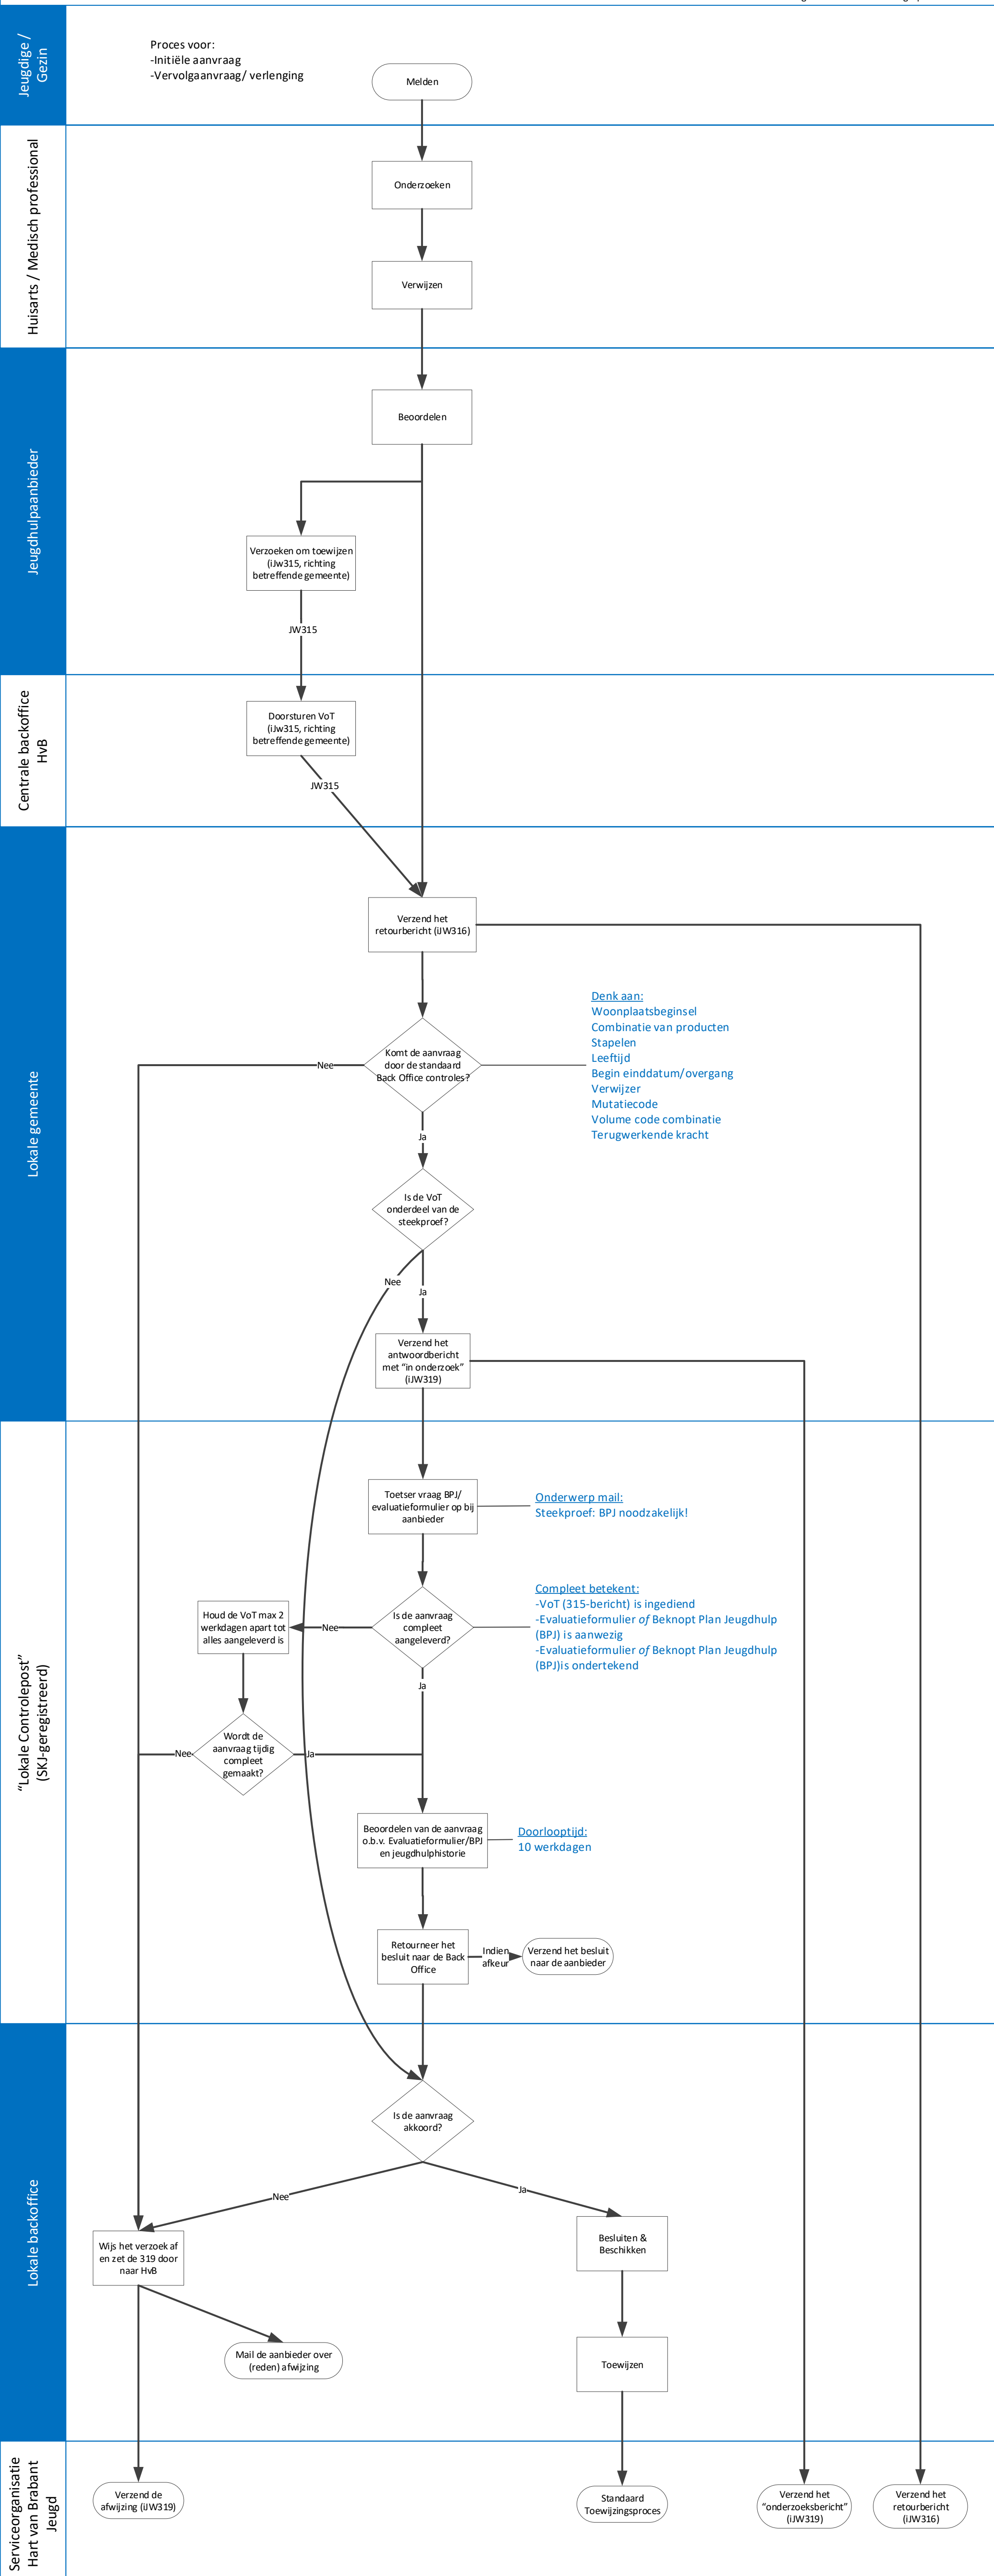 Jeugdige /
Gezin
Proces voor:
-Initiële aanvraag
-Vervolgaanvraag/ verlenging
Melden
Huisarts / Medisch professional
Onderzoeken
Verwijzen
Jeugdhulpaanbieder
Beoordelen
Verzoeken om toewijzen
(iJw315, richting
betreffende gemeente)
JW315
Centrale backoffice
HvB
Doorsturen VoT
(iJw315, richting
betreffende gemeente)
JW315
Lokale gemeente
Verzend het
retourbericht (iJW316)
Komt de aanvraag
door de standaard
Back Office controles?
Nee
Denk aan:
Woonplaatsbeginsel
Combinatie van producten
Stapelen
Leeftijd
Begin einddatum/overgang
Verwijzer
Mutatiecode
Volume code combinatie
Terugwerkende kracht
Ja
Is de VoT
onderdeel van de
steekproef?
Nee
Ja
Verzend het
antwoordbericht
met “in onderzoek”
(iJW319)
“Lokale Controlepost”
(SKJ-geregistreerd)
Toetser vraag BPJ/
evaluatieformulier op bij
aanbieder
Onderwerp mail:
Steekproef: BPJ noodzakelijk!
Is de aanvraag
compleet
aangeleverd?
Compleet betekent:
-VoT (315-bericht) is ingediend
-Evaluatieformulier of Beknopt Plan Jeugdhulp
(BPJ) is aanwezig
-Evaluatieformulier of Beknopt Plan Jeugdhulp
(BPJ)is ondertekend
Nee
Houd de VoT max 2
werkdagen apart tot
alles aangeleverd is
Ja
Wordt de
aanvraag tijdig
compleet
gemaakt?
Nee
Ja
Beoordelen van de aanvraag
o.b.v. Evaluatieformulier/BPJ
en jeugdhulphistorie
Doorlooptijd:
10 werkdagen
Retourneer het
besluit naar de Back
Office
Indien
afkeur
Verzend het besluit
naar de aanbieder
Lokale backoffice
Is de aanvraag
akkoord?
Nee
Ja
Wijs het verzoek af
en zet de 319 door
naar HvB
Besluiten &
Beschikken
Mail de aanbieder over
(reden) afwijzing
Toewijzen
Serviceorganisatie
Hart van Brabant
Jeugd
Verzend de
afwijzing (iJW319)
Standaard
Toewijzingsproces
Verzend het
“onderzoeksbericht”
(iJW319)
Verzend het
retourbericht
(iJW316)